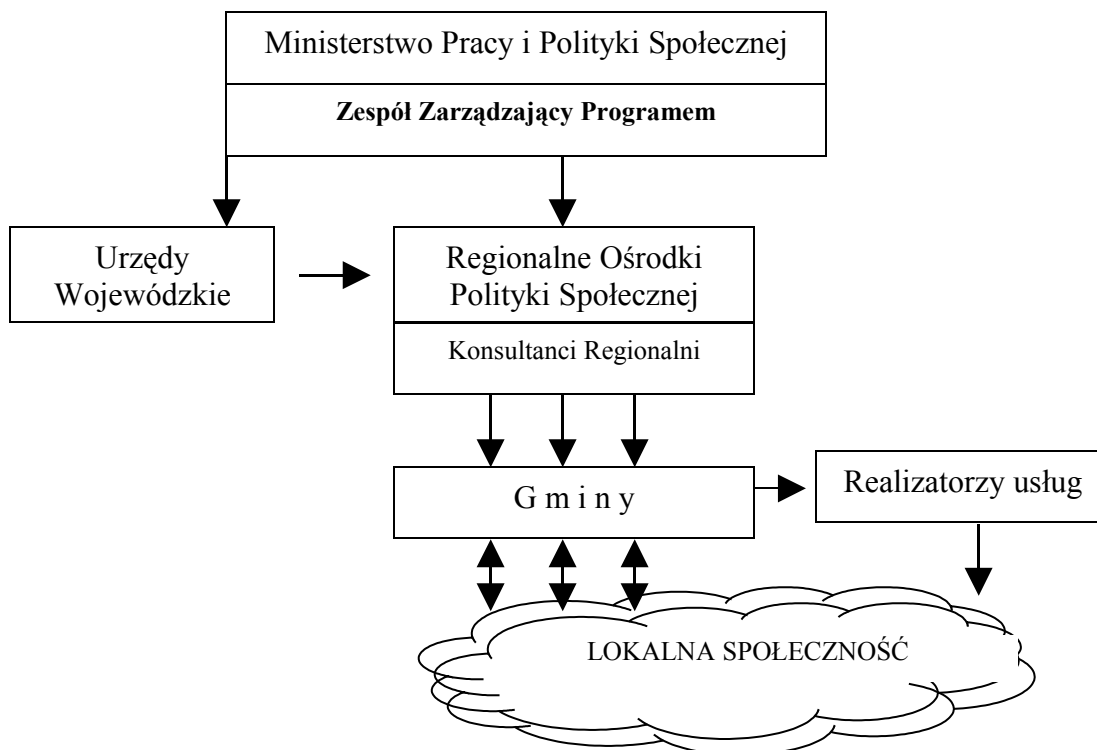 Ministerstwo Pracy i Polityki Społecznej
Zespół Zarządzający Programem
Urzędy
Wojewódzkie
Regionalne Ośrodki
Polityki Społecznej
Konsultanci Regionalni
G m i n y
Realizatorzy usług
LOKALNA SPOŁECZNOŚĆ